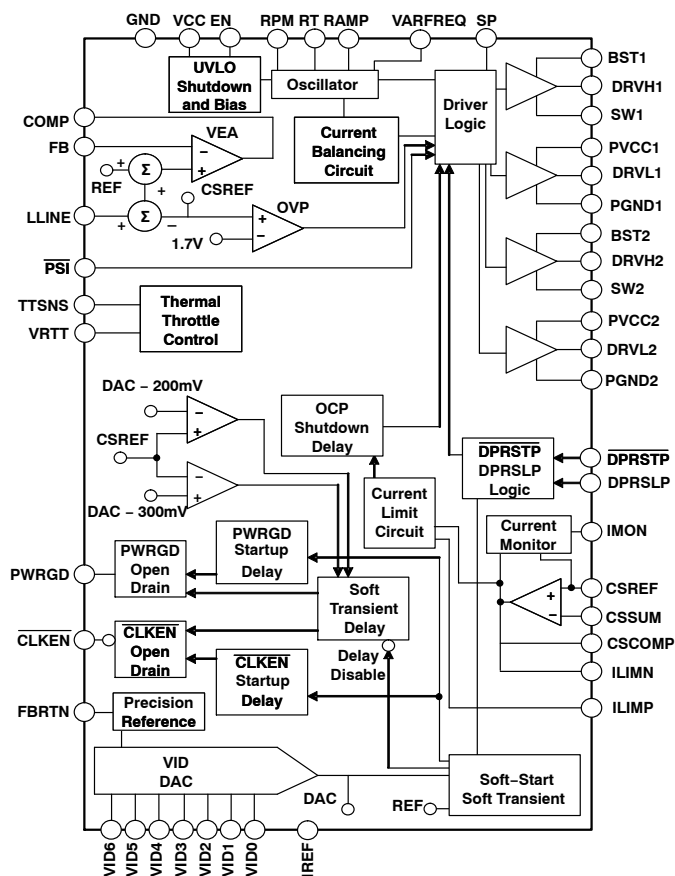 GND
VCC EN
RPM RT RAMP
VARFREQ
SP
UVLO
Shutdown
and Bias
Oscillator
Driver
Logic
BST1
DRVH1
SW1
COMP
FB
VEA
−
+
REF
+
Σ
+
Current
Balancing
Circuit
PVCC1
DRVL1
PGND1
CSREF
LLINE
+
Σ
−
OVP
+
−
1.7V
BST2
DRVH2
SW2
PSI
TTSNS
VRTT
Thermal
Throttle
Control
PVCC2
DRVL2
PGND2
DAC − 200mV
−
+
CSREF
−
+
DAC − 300mV
OCP
Shutdown
Delay
DPRSTP
DPRSLP
Logic
DPRSTP
DPRSLP
Current
Limit
Circuit
Current
Monitor
IMON
PWRGD
PWRGD
Open
Drain
PWRGD
Startup
Delay
Soft
Transient
Delay
+
−
CSREF
CSSUM
CSCOMP
ILIMN
ILIMP
CLKEN
CLKEN
Open
Drain
CLKEN
Startup
Delay
Delay
Disable
FBRTN
Precision
Reference
VID
DAC
DAC
REF
Soft−Start
Soft Transient
VID6
VID5
VID4
VID3
VID2
VID1
VID0
IREF